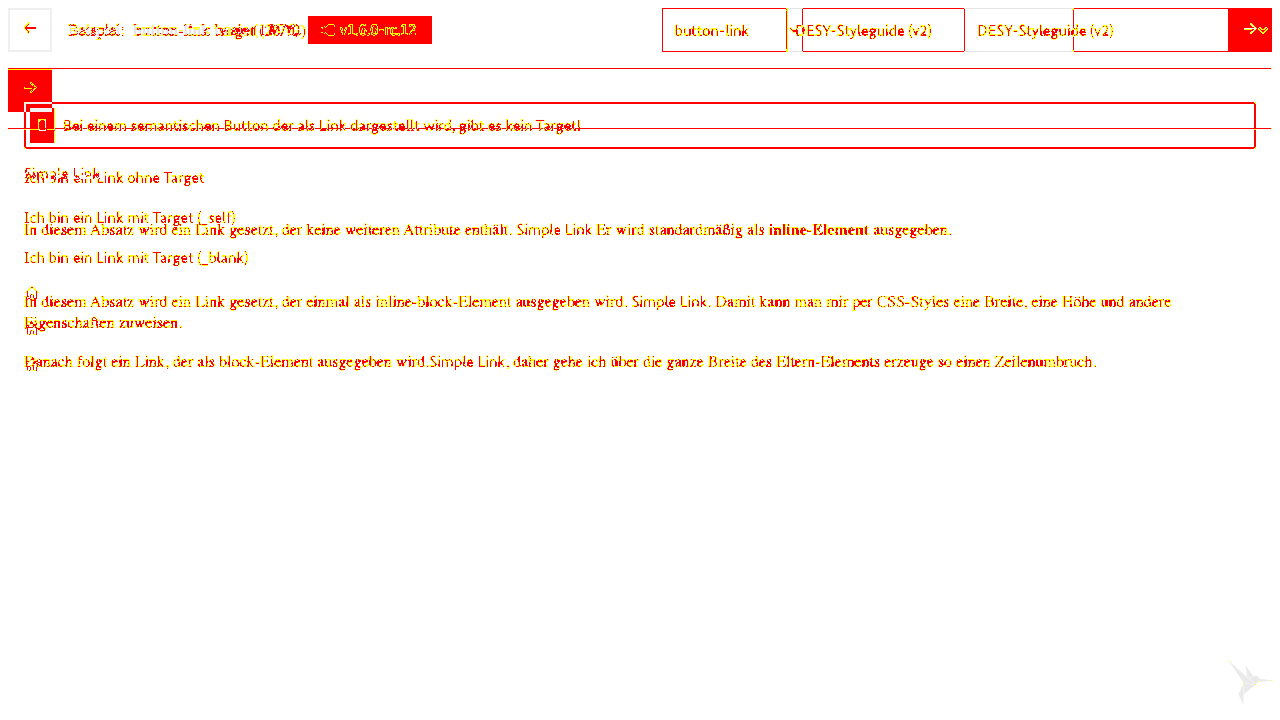 Beispiel: button-link
v1.6.0-rc.12
button-link
DESY-Styleguide (v2)
DESY-Styleguide (v2)
Bei einem semantischen Button der als Link dargestellt wird, gibt es kein Target!
Simple Link
Ich bin ein Link ohne Target
Ich bin ein Link mit Target (_self)
In diesem Absatz wird ein Link gesetzt, der keine weiteren Attribute enthält. Simple Link Er wird standardmäßig als inline-Element ausgegeben.
Ich bin ein Link mit Target (_blank)
In diesem Absatz wird ein Link gesetzt, der einmal als inline-block-Element ausgegeben wird. Simple Link. Damit kann man mir per CSS-Styles eine Breite, eine Höhe und andere
Eigenschaften zuweisen.
Danach folgt ein Link, der als block-Element ausgegeben wird.Simple Link, daher gehe ich über die ganze Breite des Eltern-Elements erzeuge so einen Zeilenumbruch.